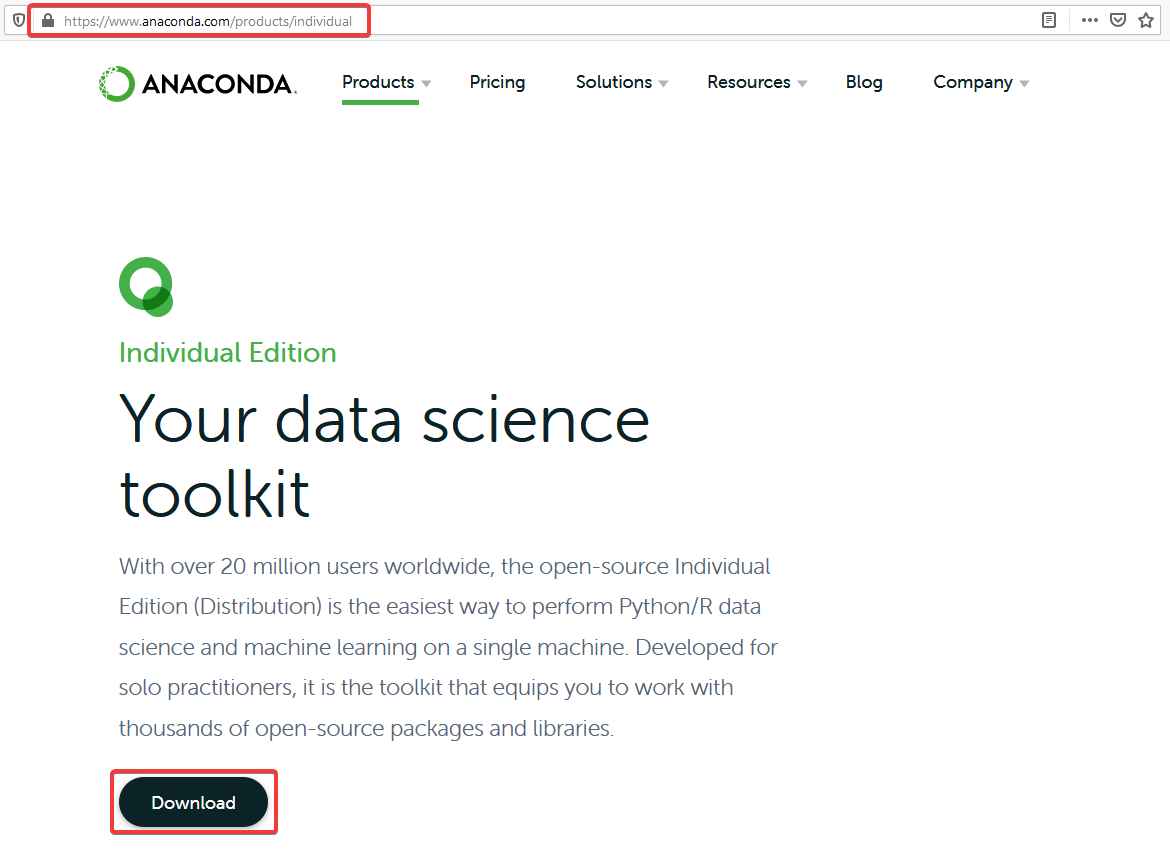 https://www.anaconda.com/products/individual
ANACONDA.
Products
Pricing
Solutions
Resources
Blog
Company
Individual Edition
Your data science
toolkit
With over 20 million users worldwide, the open-source Individual
Edition (Distribution) is the easiest way to perform Python/R data
science and machine learning on a single machine. Developed for
solo practitioners, it is the toolkit that equips you to work with
thousands of open-source packages and libraries.
Download